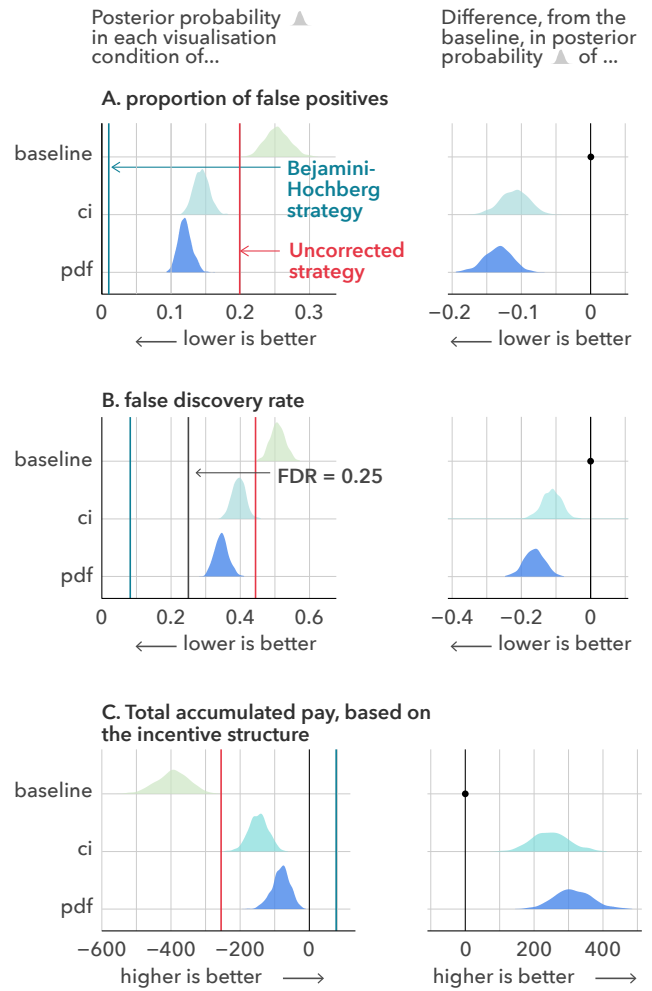 Posterior probability
in each visualisation
condition of...
Difference, from the
baseline, in posterior
probability of ...
A. proportion of false positives
baseline
ci
pdf
Bejamini-
Hochberg
strategy
Uncorrected
strategy
0 0.1 0.2 0.3
lower is better
−0.2 −0.1 0
lower is better
B. false discovery rate
baseline
FDR = 0.25
ci
pdf
0 0.2 0.4 0.6
lower is better
−0.4 −0.2 0
lower is better
C. Total accumulated pay, based on
the incentive structure
baseline
ci
pdf
−600 −400 −200 0
higher is better
0 200 400
higher is better